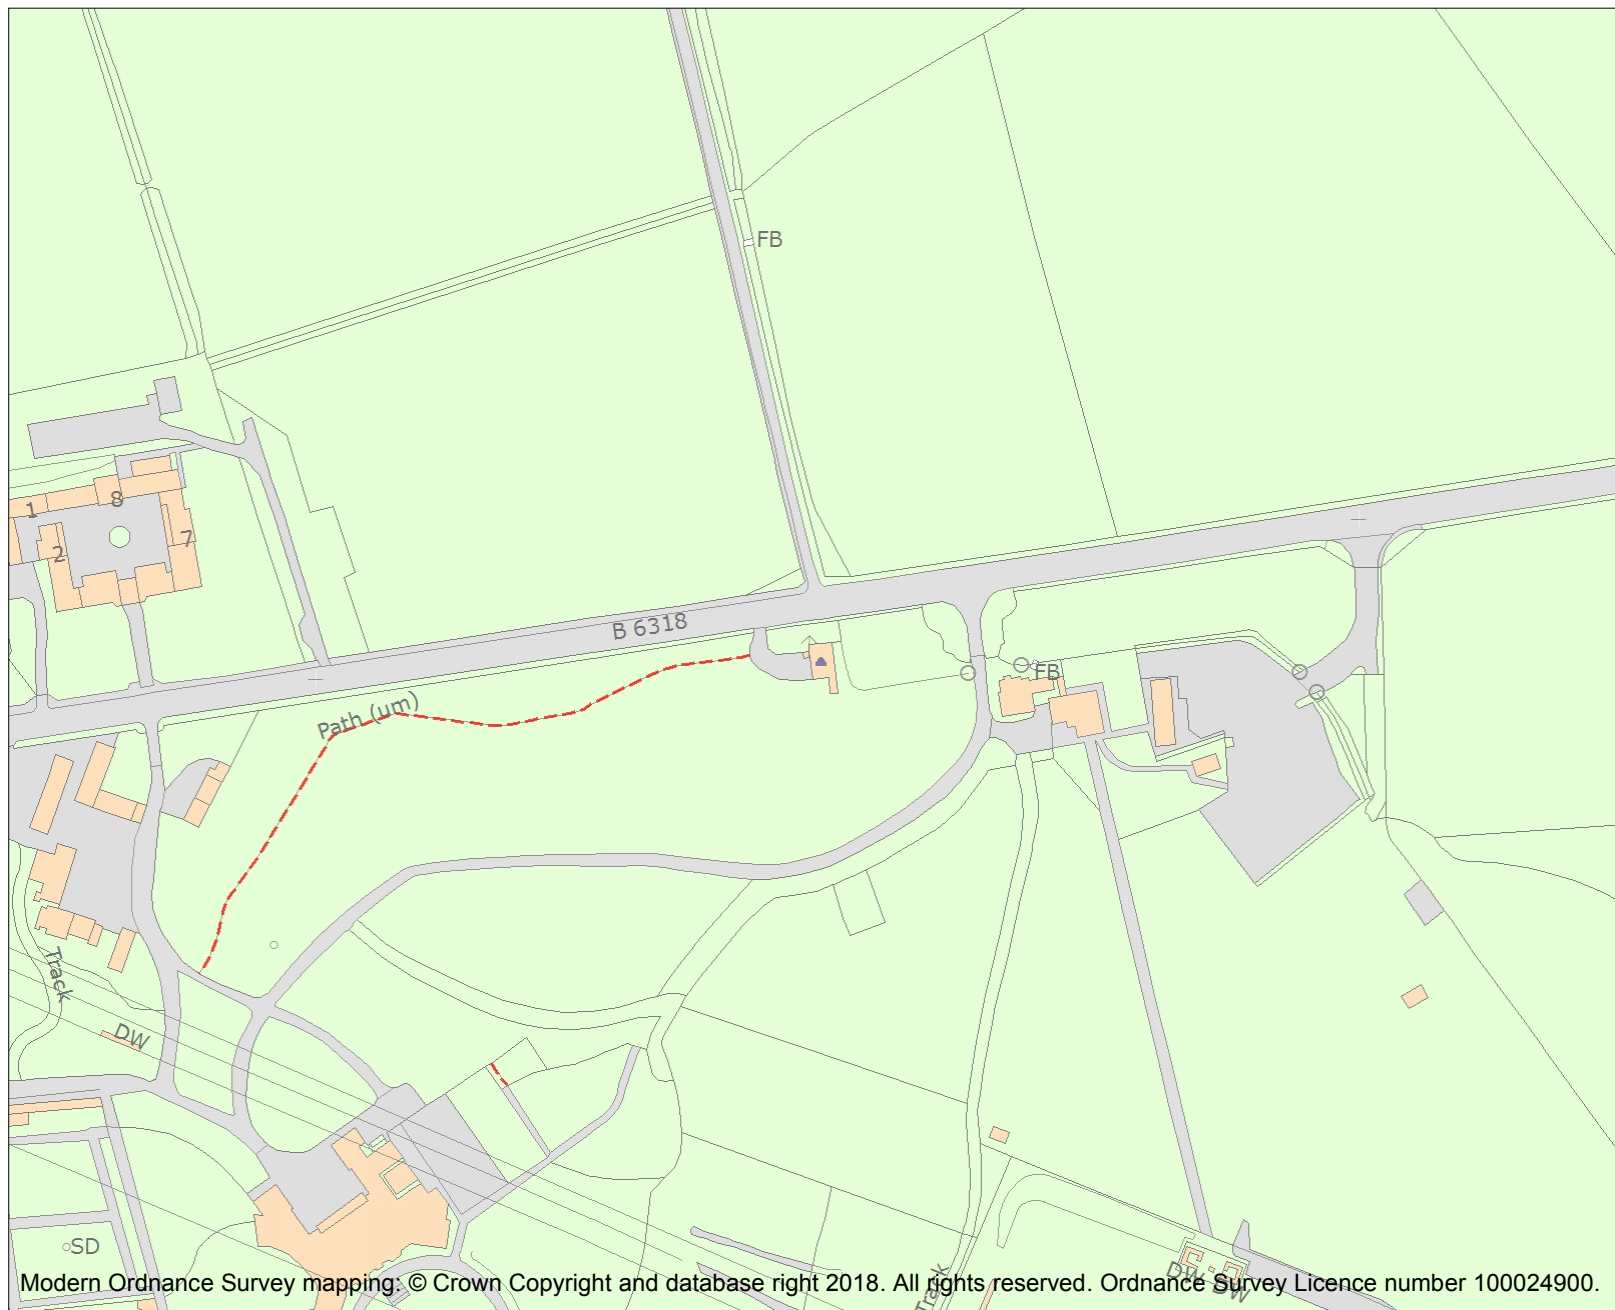 FB
1
8
2
7
B 6318
Path (um)
FB
Track
DW
SD
DW
DW
Track
Modern Ordnance Survey mapping: © Crown Copyright and database right 2018. All rights reserved. Ordnance Survey Licence number 100024900.